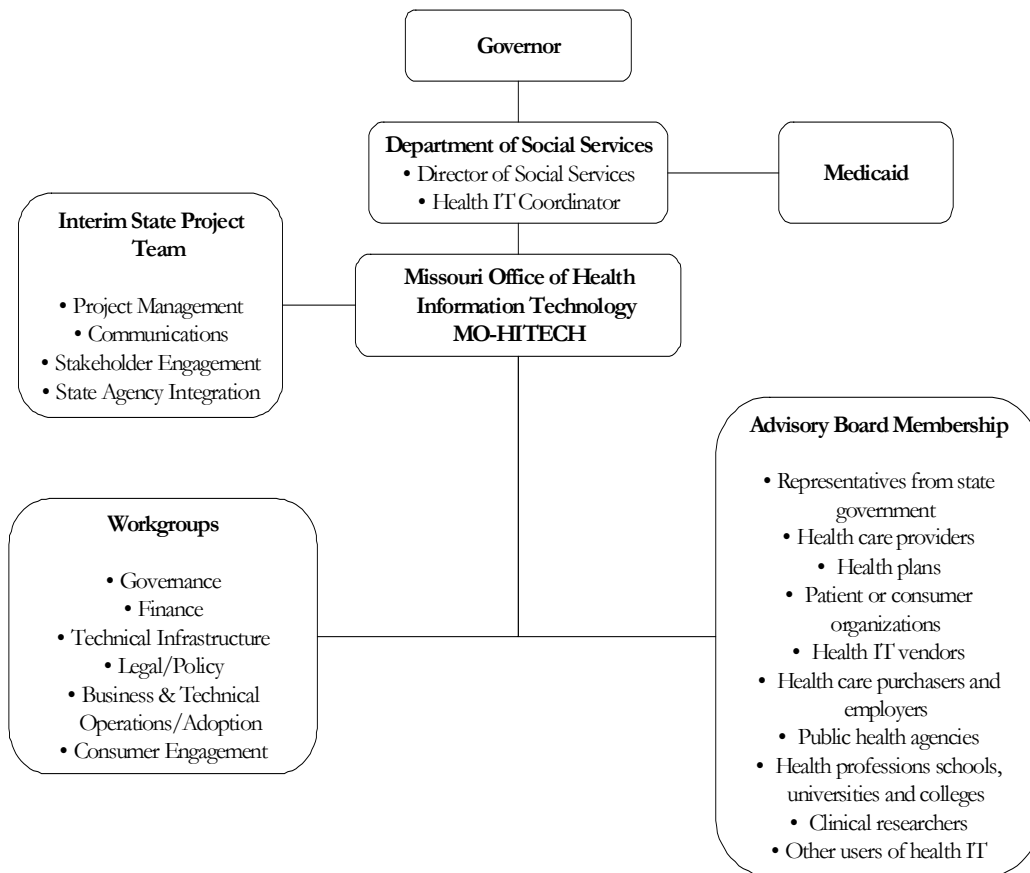 Governor
Department of Social Services
• Director of Social Services
• Health IT Coordinator
Medicaid
Interim State Project
Team
• Project Management
• Communications
• Stakeholder Engagement
• State Agency Integration
Missouri Office of Health
Information Technology
MO-HITECH
Workgroups
• Governance
• Finance
• Technical Infrastructure
• Legal/Policy
• Business & Technical
Operations/Adoption
• Consumer Engagement
Advisory Board Membership
• Representatives from state
government
• Health care providers
• Health plans
• Patient or consumer
organizations
• Health IT vendors
• Health care purchasers and
employers
• Public health agencies
• Health professions schools,
universities and colleges
• Clinical researchers
• Other users of health IT